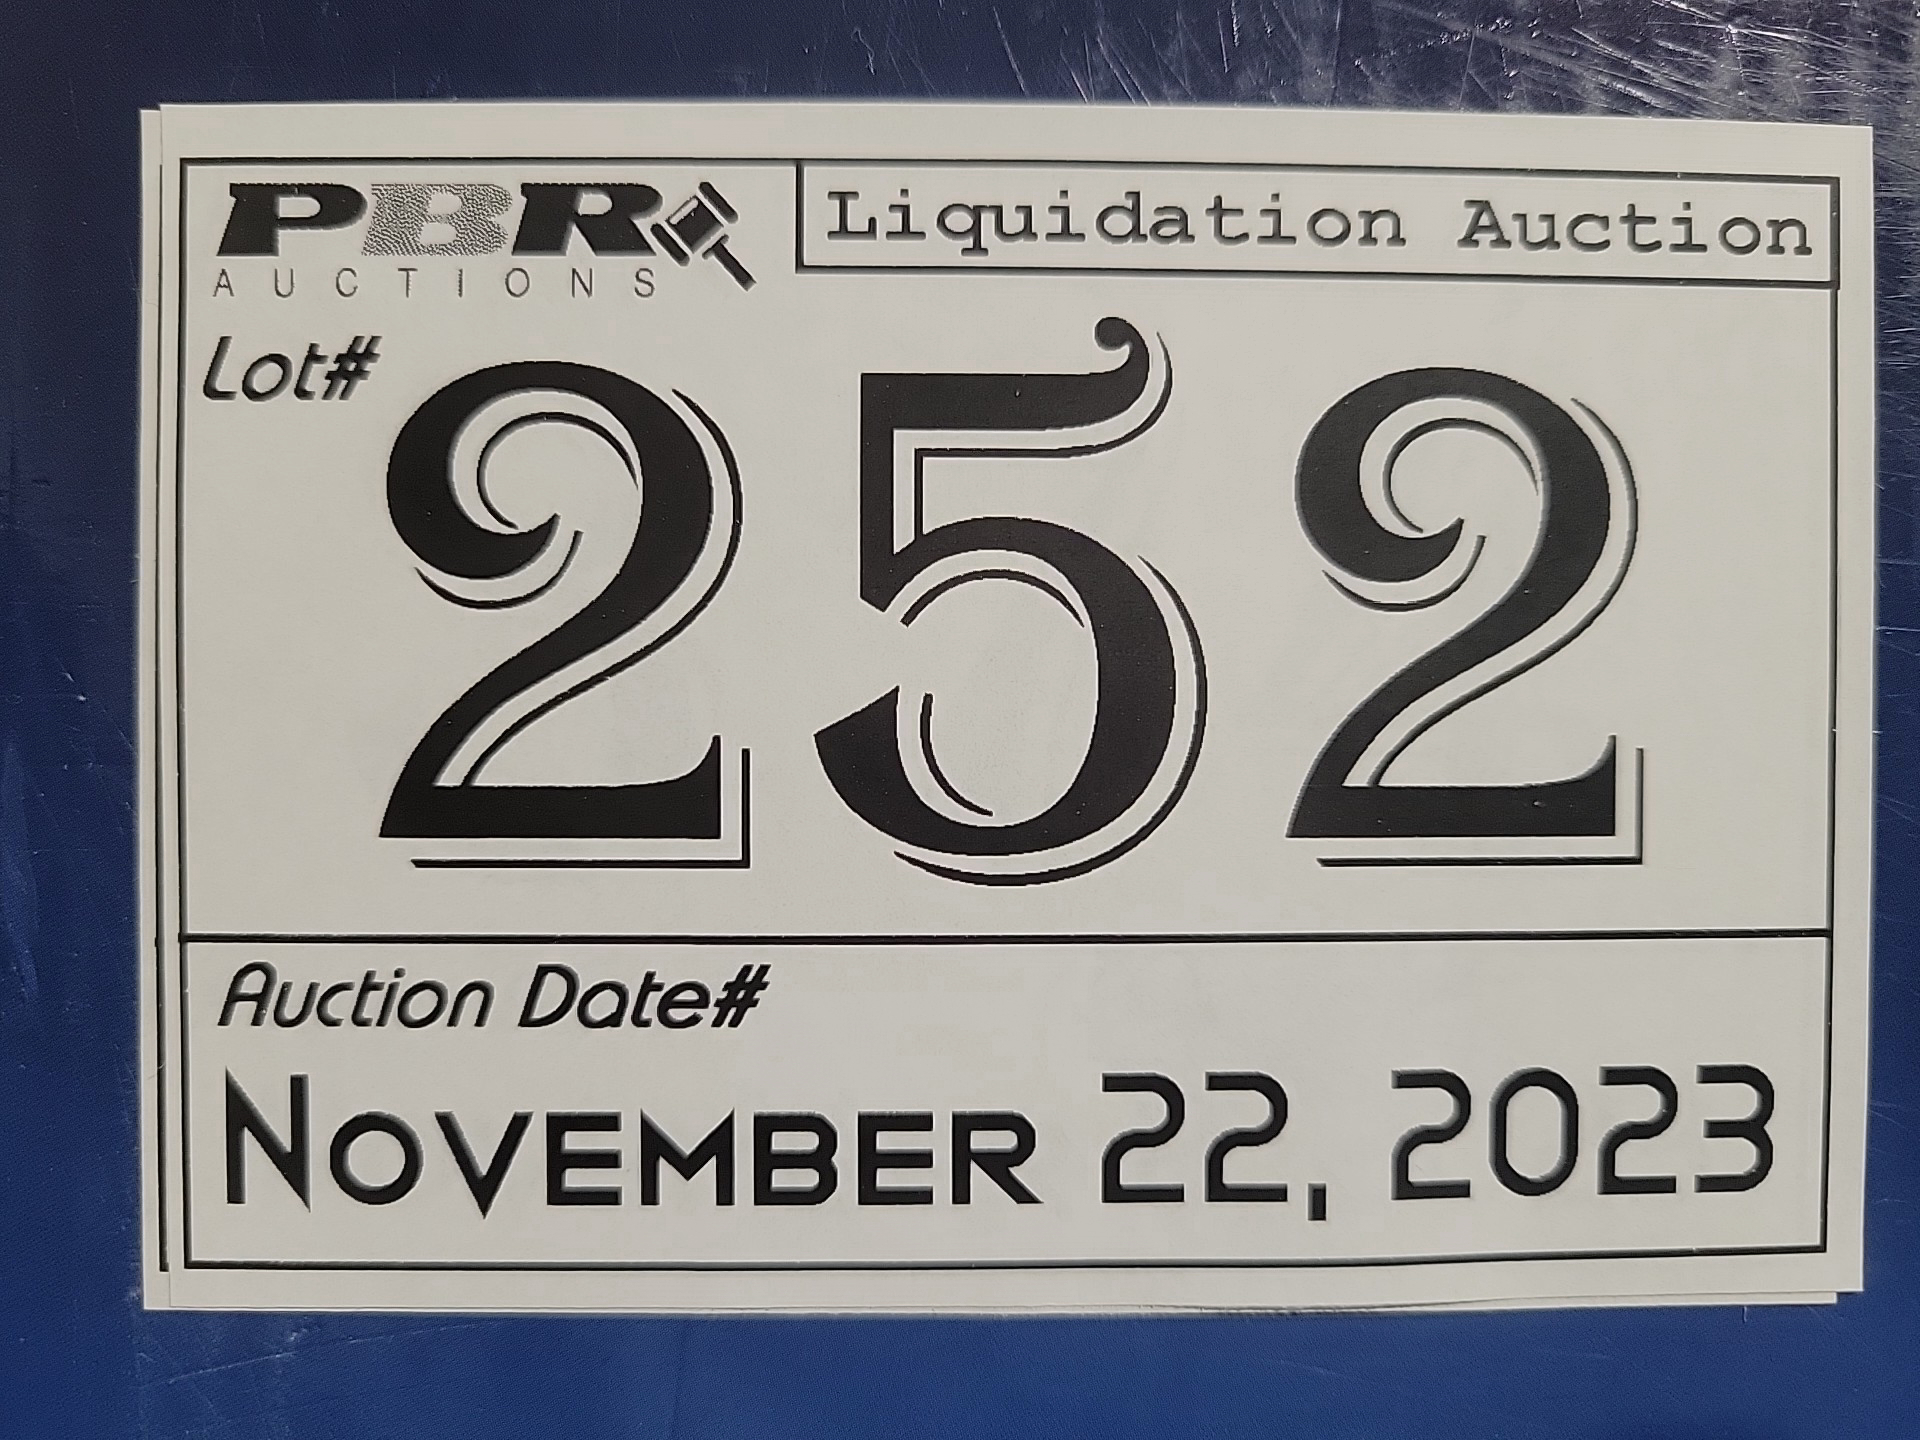 PBR
AUCTIONS
Liquidation Auction
Lot#
252
Auction Date#
NOVEMBER 22, 2023